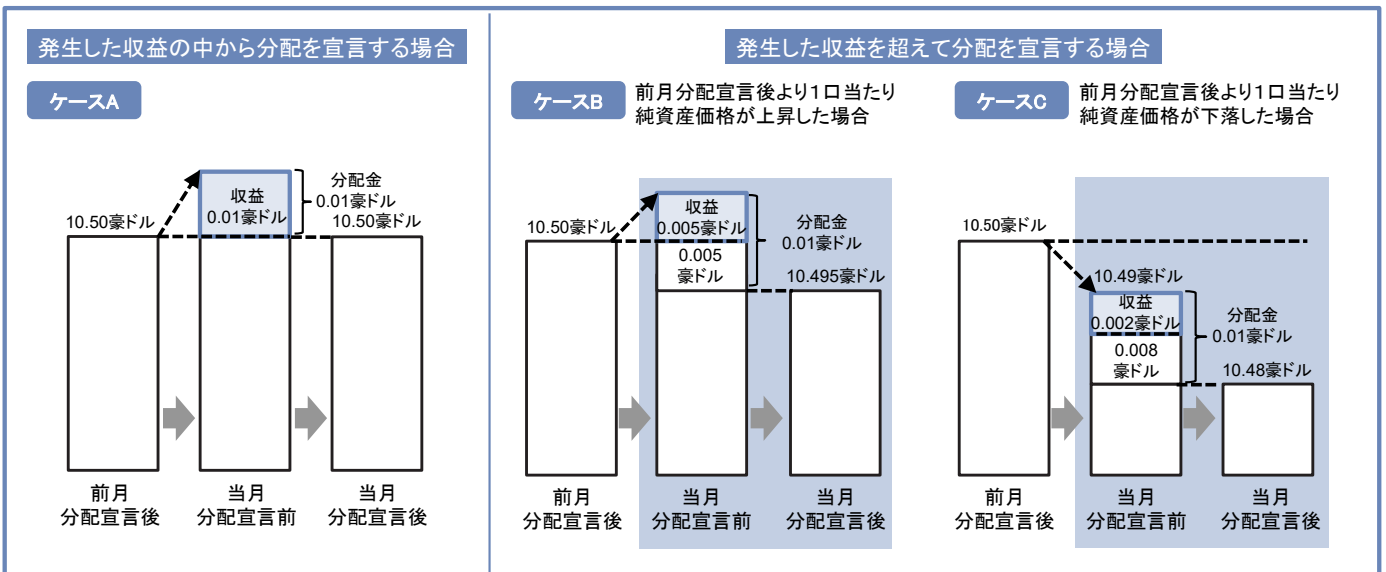 発生した収益の中から分配を宣言する場合
ケースA
収益
0.01豪ドル
分配金
0.01豪ドル
10.50豪ドル
10.50豪ドル
前月
分配宣言後
当月
分配宣言前
当月
分配宣言後
発生した収益を超えて分配を宣言する場合
ケースB
前月分配宣言後より1口当たり
純資産価格が上昇した場合
10.50豪ドル
収益
0.005豪ドル
0.005
豪ドル
分配金
0.01豪ドル
10.495豪ドル
前月
分配宣言後
当月
分配宣言前
当月
分配宣言後
ケースC
前月分配宣言後より1口当たり
純資産価格が下落した場合
10.50豪ドル
10.49豪ドル
収益
0.002豪ドル
0.008
豪ドル
分配金
0.01豪ドル
10.48豪ドル
前月
分配宣言後
当月
分配宣言前
当月
分配宣言後